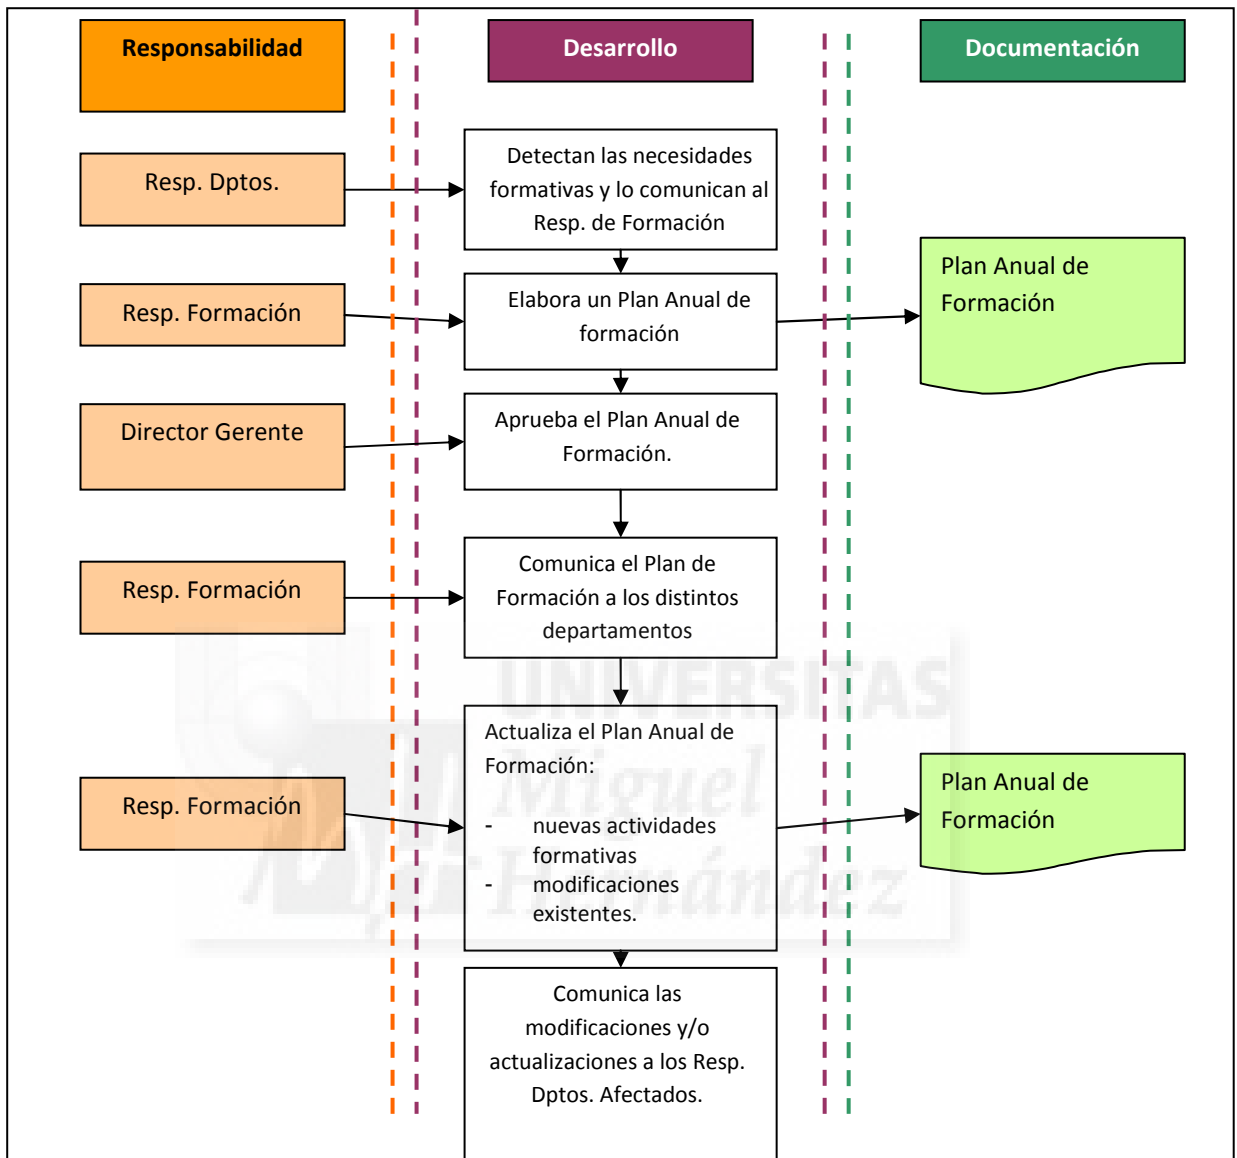 Responsabilidad
Desarrollo
Documentación
Resp. Dptos.
Detectan las necesidades
formativas y lo comunican al
Resp. de Formación
Resp. Formación
Elabora un Plan Anual de
formación
Plan Anual de
Formación
Director Gerente
Aprueba el Plan Anual de
Formación.
Resp. Formación
Comunica el Plan de
Formación a los distintos
departamentos
UNIVERSITAS
Miguel
Hernández
Resp. Formación
Actualiza el Plan Anual de
Formación:
- nuevas actividades
formativas
- modificaciones
existentes.
Plan Anual de
Formación
Comunica las
modificaciones y/o
actualizaciones a los Resp.
Dptos. Afectados.